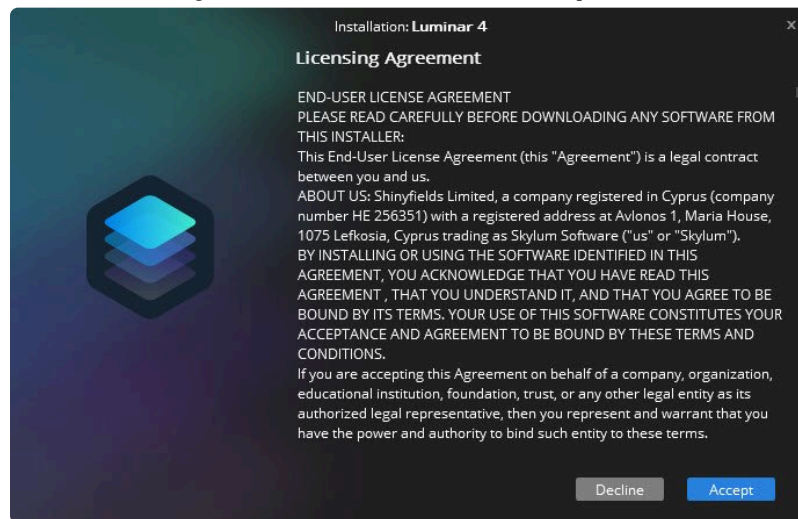 Installation: Luminar 4
x
Licensing Agreement
END-USER LICENSE AGREEMENT
PLEASE READ CAREFULLY BEFORE DOWNLOADING ANY SOFTWARE FROM
THIS INSTALLER:
This End-User License Agreement (this "Agreement") is a legal contract
between you and us.
ABOUT US: Shinyfields Limited, a company registered in Cyprus (company
number HE 256351) with a registered address at Avlonos 1, Maria House,
1075 Lefkosia, Cyprus trading as Skylum Software ("us" or "Skylum").
BY INSTALLING OR USING THE SOFTWARE IDENTIFIED IN THIS
AGREEMENT, YOU ACKNOWLEDGE THAT YOU HAVE READ THIS
AGREEMENT , THAT YOU UNDERSTAND IT, AND THAT YOU AGREE TO BE
BOUND BY ITS TERMS. YOUR USE OF THIS SOFTWARE CONSTITUTES YOUR
ACCEPTANCE AND AGREEMENT TO BE BOUND BY THESE TERMS AND
CONDITIONS.
If you are accepting this Agreement on behalf of a company, organization,
educational institution, foundation, trust, or any other legal entity as its
authorized legal representative, then you represent and warrant that you
have the power and authority to bind such entity to these terms.
Decline
Accept